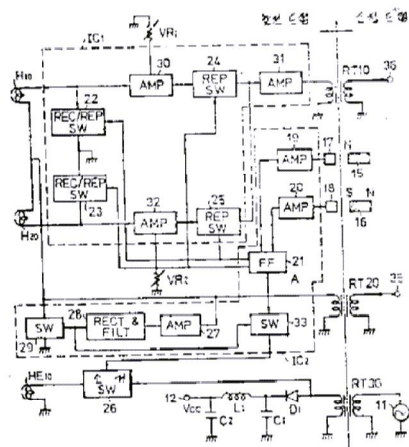 IC1
VR1
H10
30
AMP
24
REP SW
31
AMP
RT10
36
22
REC/REP SW
19
AMP
17
N
15
REC/REP SW
23
32
AMP
25
REP SW
20
AMP
18
S N
16
H20
VR2
FF
21
A
RT20
35
28
SW
29
RECT & FILT
AMP
27
SW
33
IC2
HE10
SW
26
12
Vcc
L1
D1
C2
C1
RT30
11